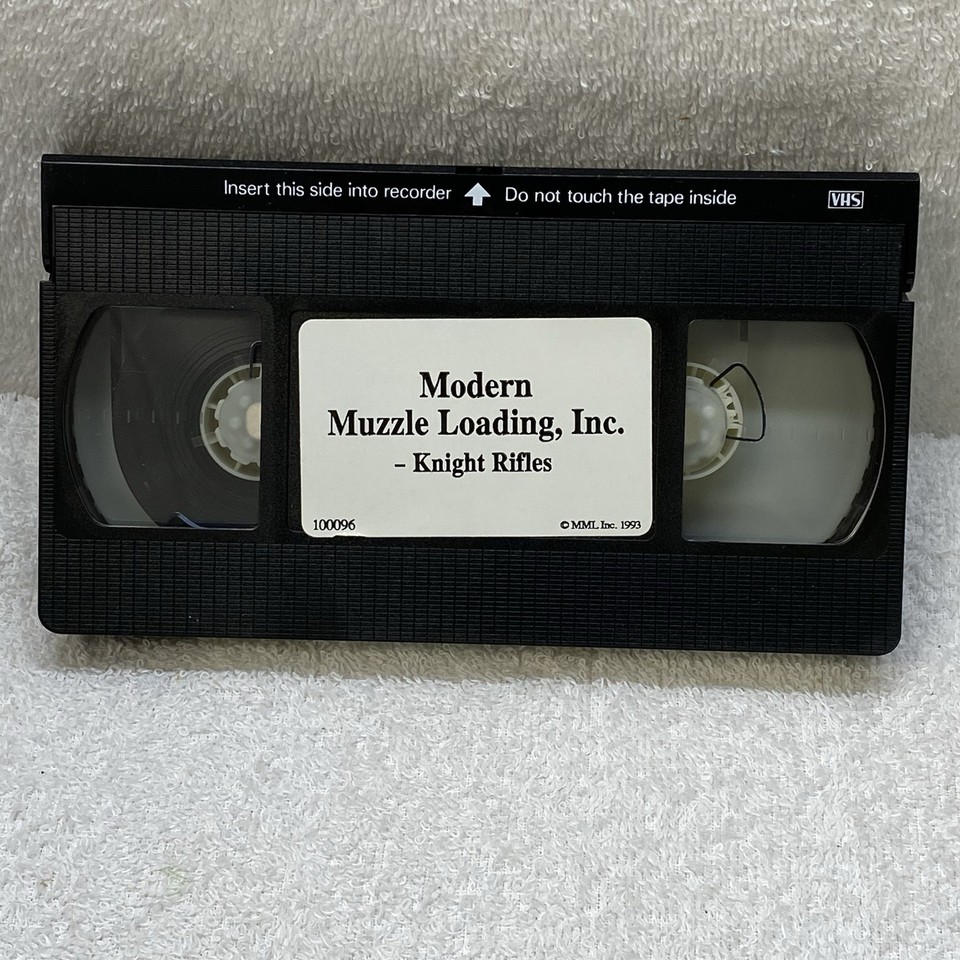 Insert this side into recorder ⬆ Do not touch the tape inside VHS
Modern
Muzzle Loading, Inc.
– Knight Rifles
100096 © MML Inc. 1993